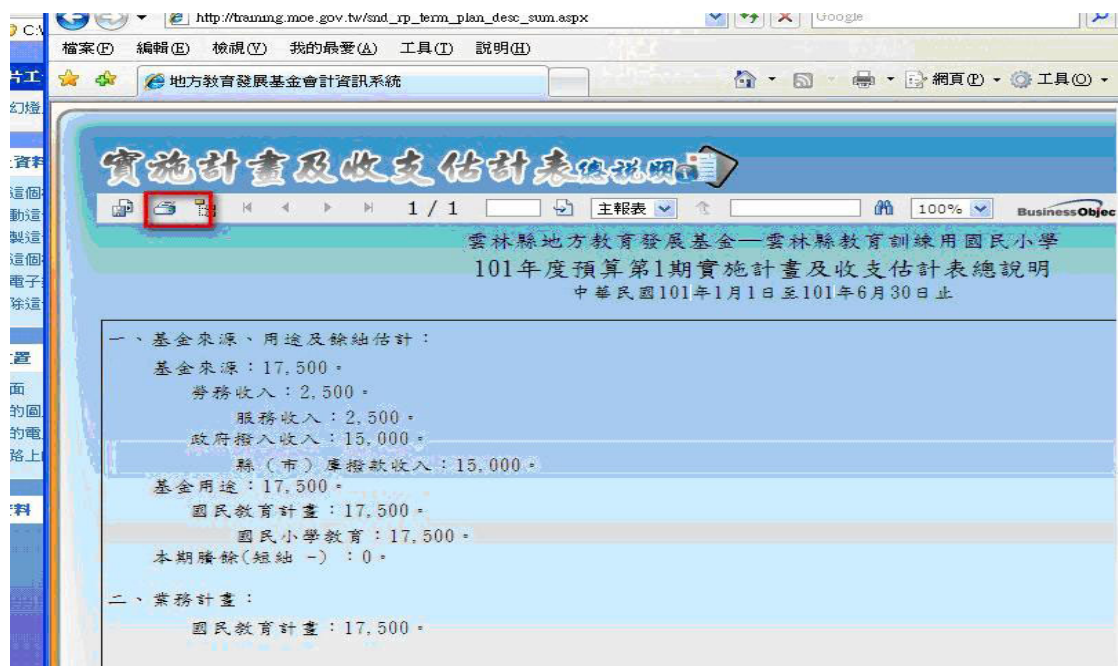 http://training.moe.gov.tw/snd_rp_term_plan_desc_sum.aspx
Google
檔案(F) 編輯(E) 檢視(V) 我的最愛(A) 工具(T) 說明(H)
地方教育發展基金會計資訊系統
網頁(P) 工具(O)
實施計畫及收支估計表總說明
1 / 1 主報表 100% BusinessObjec
雲林縣地方教育發展基金—雲林縣教育訓練用國民小學
101年度預算第1期實施計畫及收支估計表總說明
中華民國101年1月1日至101年6月30日止
一、基金來源、用途及餘絀估計：
基金來源：17,500。
勞務收入：2,500。
服務收入：2,500。
政府撥入收入：15,000。
縣（市）庫撥款收入：15,000。
基金用途：17,500。
國民教育計畫：17,500。
國民小學教育：17,500。
本期賸餘(短絀 -) ：0。
二、業務計畫：
國民教育計畫：17,500。